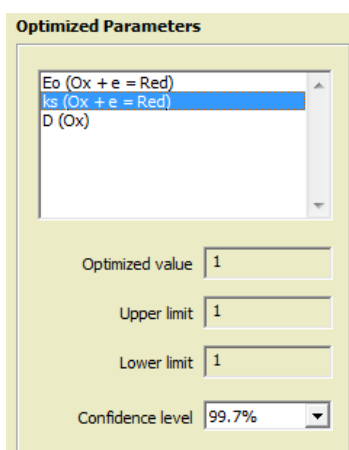 Optimized Parameters
Eo (Ox + e = Red)
ks (Ox + e = Red)
D (Ox)
Optimized value 1
Upper limit 1
Lower limit 1
Confidence level 99.7%